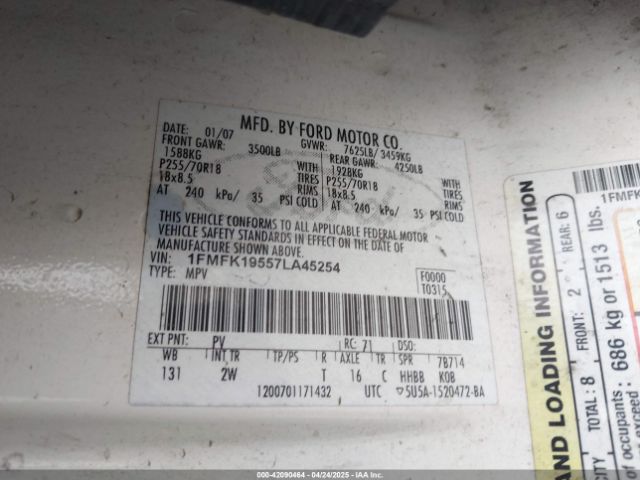 MFD. BY FORD MOTOR CO.
DATE: 01/07 GVWR: 7625LB/ 3459KG
FRONT GAWR: 3500LB REAR GAWR: 4250LB
1588KG WITH 1928KG WITH
P255/70R18 TIRES P255/70R18 TIRES
18x8.5 RIMS 18x8.5 RIMS
AT 240 kPa/ 35 PSI COLD AT 240 kPa/ 35 PSI COLD
THIS VEHICLE CONFORMS TO ALL APPLICABLE FEDERAL MOTOR
VEHICLE SAFETY STANDARDS IN EFFECT ON THE DATE OF
MANUFACTURE SHOWN ABOVE.
VIN: 1FMFK19557LA45254
TYPE: MPV
F0000
T0315
EXT PNT: PV RC: 71 DSO:
WB INT TR TP/PS R AXLE TR SPR 7B714
131 2W T 16 C HHBB KOB
1200701171432 UTC 5U5A-1520472-BA
AND LOADING INFORMATION
CITY TOTAL: 8 FRONT: 2 REAR: 6
occupants: 686 kg or 1513 lbs.
1FMFK
000-42090464 04/24/2025 IAAI.COM